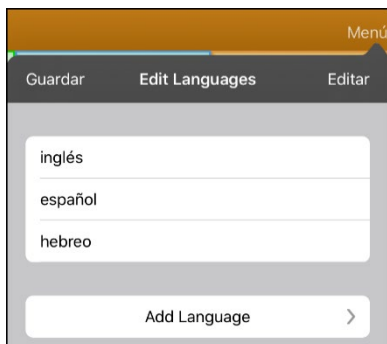 Menú
Guardar Edit Languages Editar
inglés
español
hebreo
Add Language